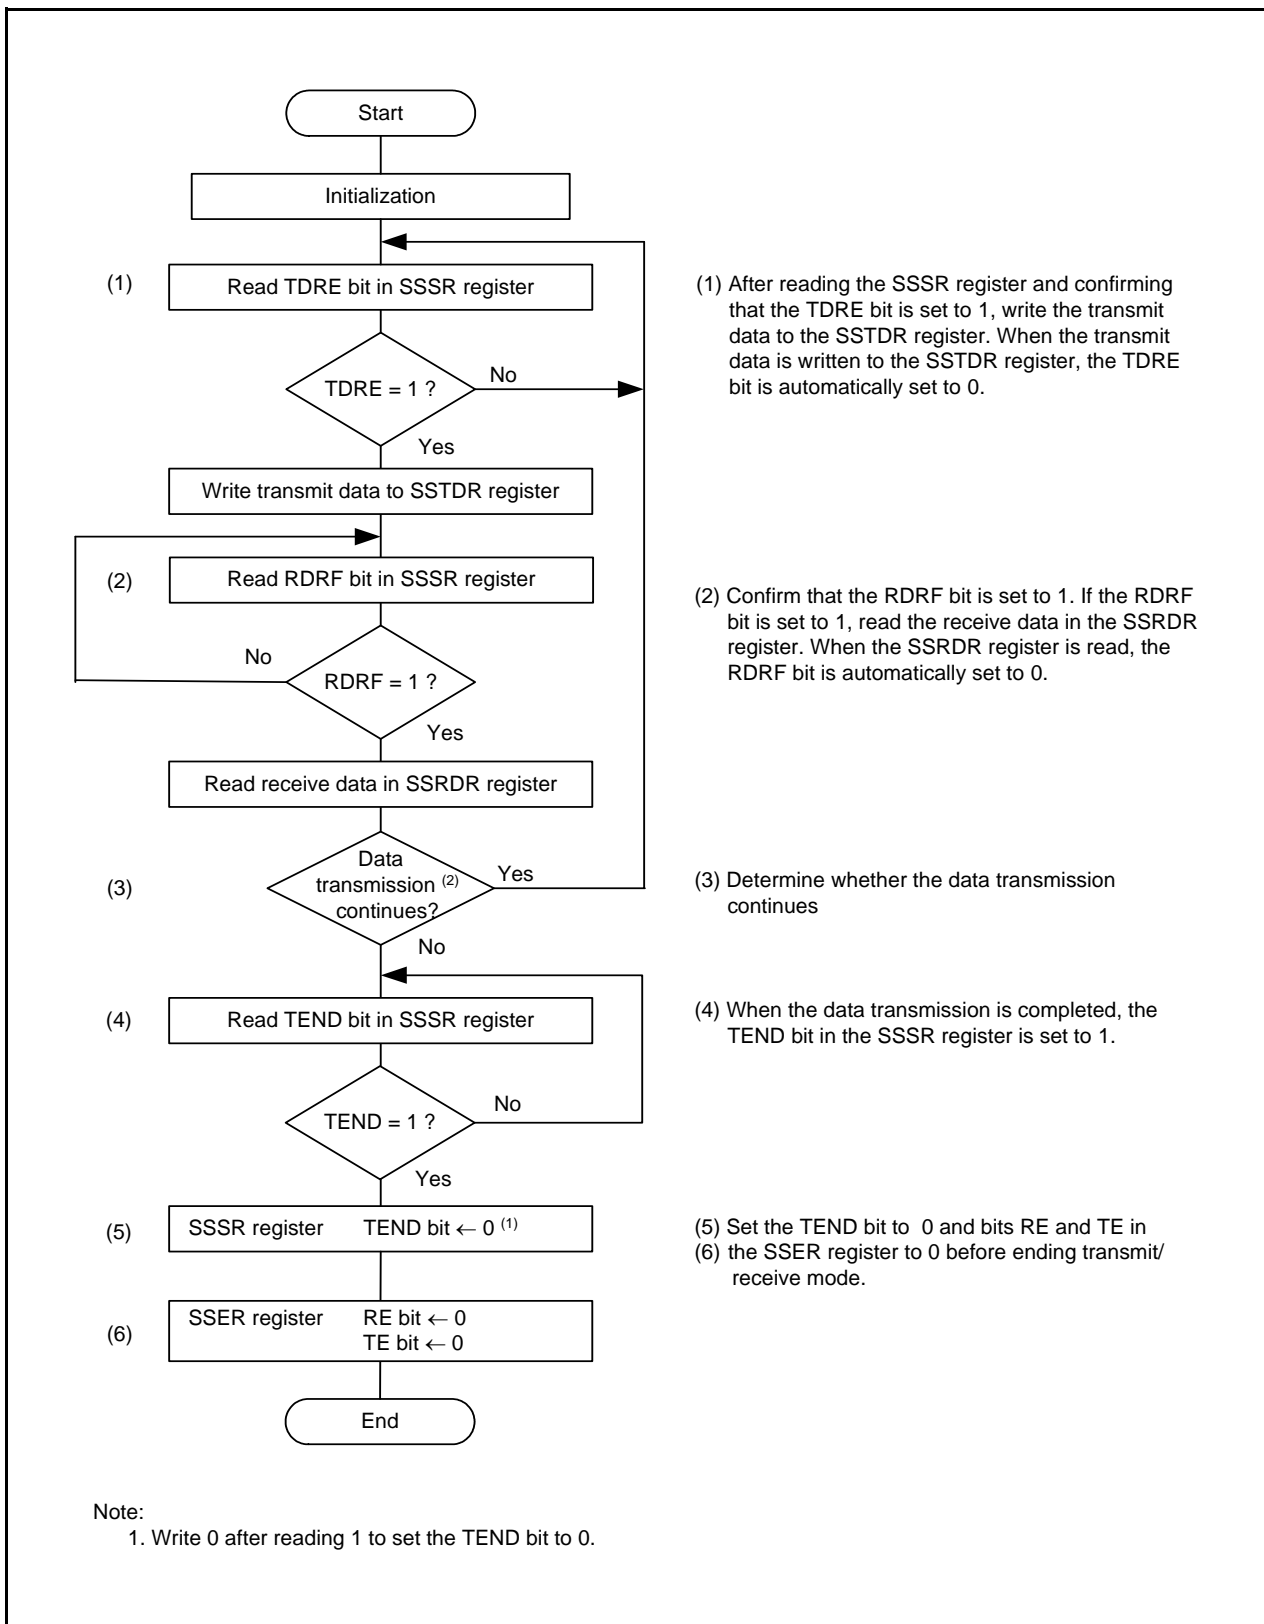 Start
Initialization
(1)
Read TDRE bit in SSSR register
TDRE = 1 ?
No
Yes
Write transmit data to SSTDR register
(2)
Read RDRF bit in SSSR register
No
RDRF = 1 ?
Yes
Read receive data in SSRDR register
(3)
Data
transmission (2)
continues?
Yes
No
(4)
Read TEND bit in SSSR register
TEND = 1 ?
No
Yes
(5)
SSSR register TEND bit ← 0 (1)
(6)
SSER register RE bit ← 0
TE bit ← 0
End
(1) After reading the SSSR register and confirming
that the TDRE bit is set to 1, write the transmit
data to the SSTDR register. When the transmit
data is written to the SSTDR register, the TDRE
bit is automatically set to 0.
(2) Confirm that the RDRF bit is set to 1. If the RDRF
bit is set to 1, read the receive data in the SSRDR
register. When the SSRDR register is read, the
RDRF bit is automatically set to 0.
(3) Determine whether the data transmission
continues
(4) When the data transmission is completed, the
TEND bit in the SSSR register is set to 1.
(5) Set the TEND bit to 0 and bits RE and TE in
(6) the SSER register to 0 before ending transmit/
receive mode.
Note:
1. Write 0 after reading 1 to set the TEND bit to 0.